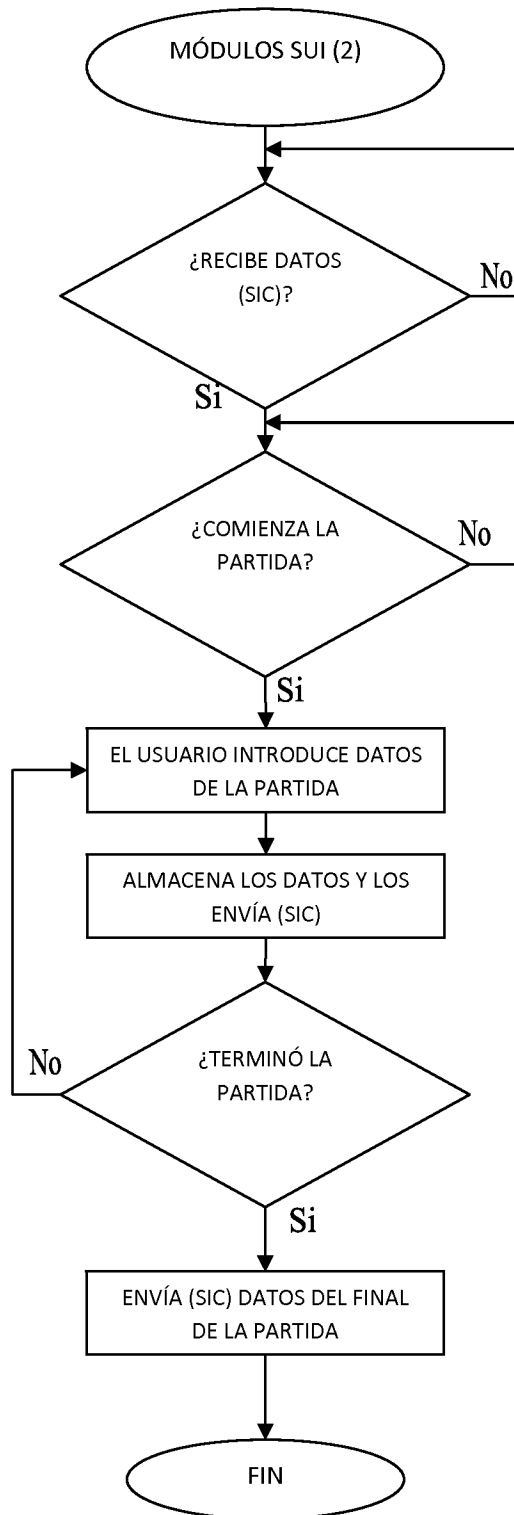 MÓDULOS SUI (2)
¿RECIBE DATOS
(SIC)?
No
Si
¿COMIENZA LA
PARTIDA?
No
Si
EL USUARIO INTRODUCE DATOS
DE LA PARTIDA
ALMACENA LOS DATOS Y LOS
ENVÍA (SIC)
¿TERMINÓ LA
PARTIDA?
No
Si
ENVÍA (SIC) DATOS DEL FINAL
DE LA PARTIDA
FIN